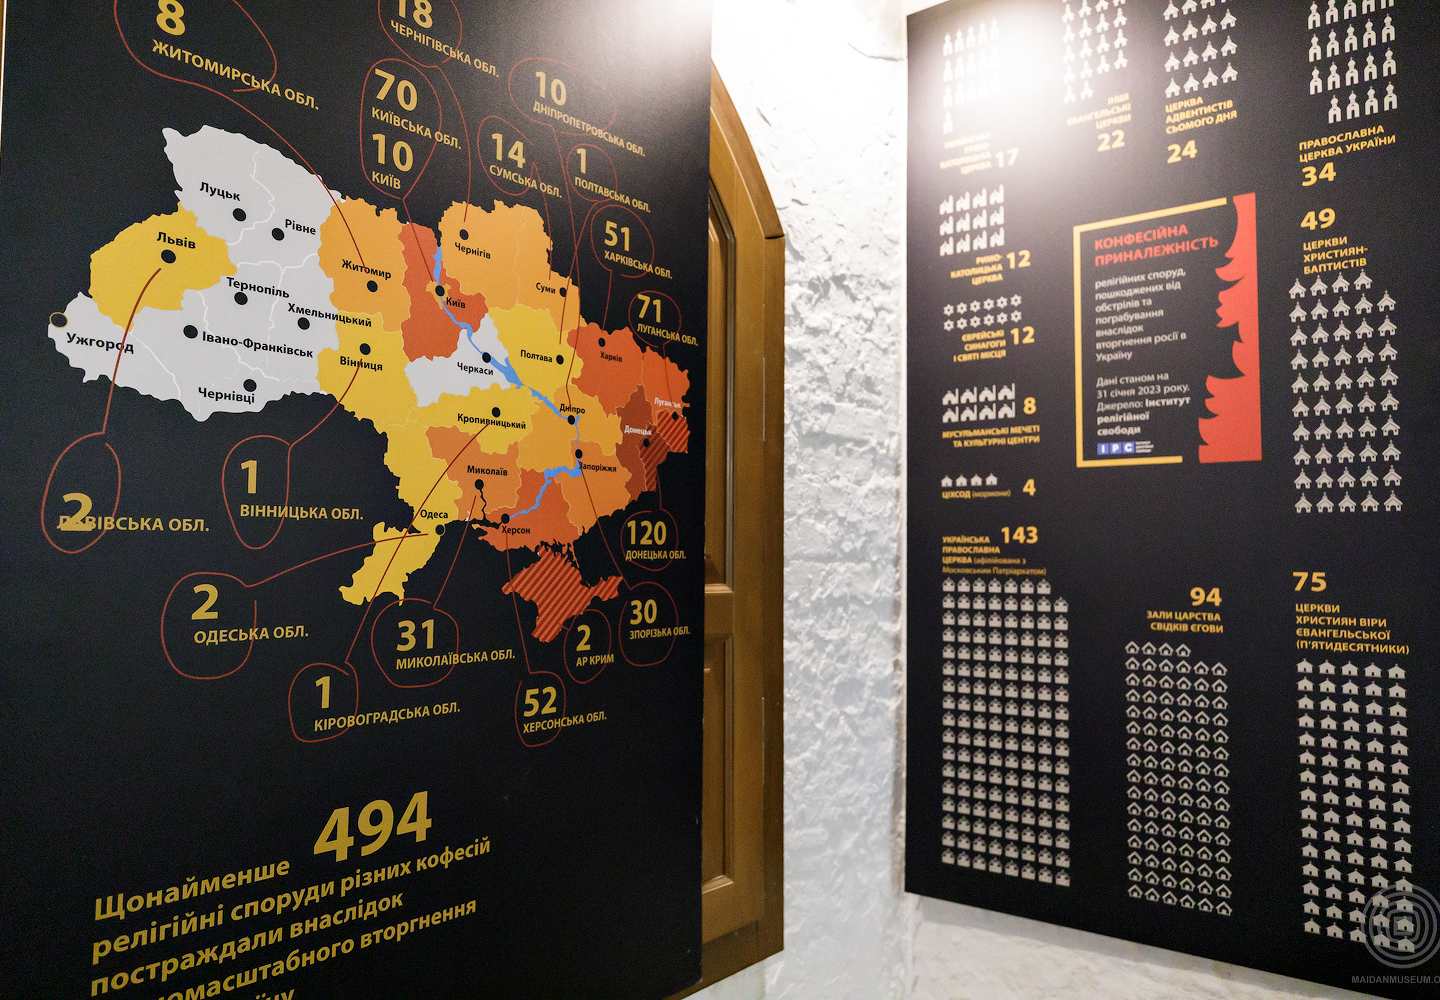 8
ЖИТОМИРСЬКА ОБЛ.
18
ЧЕРНІГІВСЬКА ОБЛ.
70
КИЇВСЬКА ОБЛ.
10
КИЇВ
10
ДНІПРОПЕТРОВСЬКА ОБЛ.
14
СУМСЬКА ОБЛ.
1
ПОЛТАВСЬКА ОБЛ.
51
ХАРКІВСЬКА ОБЛ.
71
ЛУГАНСЬКА ОБЛ.
Луцьк
Рівне
Львів
Житомир
Київ
Чернігів
Суми
Тернопіль
Хмельницький
Ужгород
Івано-Франківськ
Вінниця
Чернівці
Черкаси
Полтава
Харків
Кропивницький
Дніпро
Донецьк
Запоріжжя
Миколаїв
Одеса
Херсон
2
ЛЬВІВСЬКА ОБЛ.
1
ВІННИЦЬКА ОБЛ.
2
ОДЕСЬКА ОБЛ.
1
КІРОВОГРАДСЬКА ОБЛ.
31
МИКОЛАЇВСЬКА ОБЛ.
52
ХЕРСОНСЬКА ОБЛ.
2
АР КРИМ
30
ЗПОРІЗЬКА ОБЛ.
120
ДОНЕЦЬКА ОБЛ.
494
Щонайменше
релігійні споруди різних кофесій
постраждали внаслідок
номасштабного вторгнення
17
РИМО-
КАТОЛИЦЬКА
ЦЕРКВА
12
ЄВРЕЙСЬКІ
СИНАГОГИ
І СВЯТІ МІСЦЯ
12
8
МУСУЛЬМАНСЬКІ МЕЧЕТІ
ТА КУЛЬТУРНІ ЦЕНТРИ
ЦІХСОД (мормони) 4
УКРАЇНСЬКА 143
ПРАВОСЛАВНА
ЦЕРКВА (афілійована з
Московським Патріархатом)
ІНШІ
ЄВАНГЕЛЬСЬКІ
ЦЕРКВИ
22
ЦЕРКВА
АДВЕНТИСТІВ
СЬОМОГО ДНЯ
24
ПРАВОСЛАВНА
ЦЕРКВА УКРАЇНИ
34
КОНФЕСІЙНА
ПРИНАЛЕЖНІСТЬ
релігійних споруд,
пошкоджених від
обстрілів та
пограбування
внаслідок
вторгнення росії в
Україну
Дані станом на
31 січня 2023 року.
Джерело: Інститут
релігійної
свободи
ІРС
49
ЦЕРКВИ
ХРИСТИЯН-
БАПТИСТІВ
94
ЗАЛИ ЦАРСТВА
СВІДКІВ ЄГОВИ
75
ЦЕРКВИ
ХРИСТИЯН ВІРИ
ЄВАНГЕЛЬСЬКОЇ
(П'ЯТИДЕСЯТНИКИ)
MAIDANMUSEUM.O